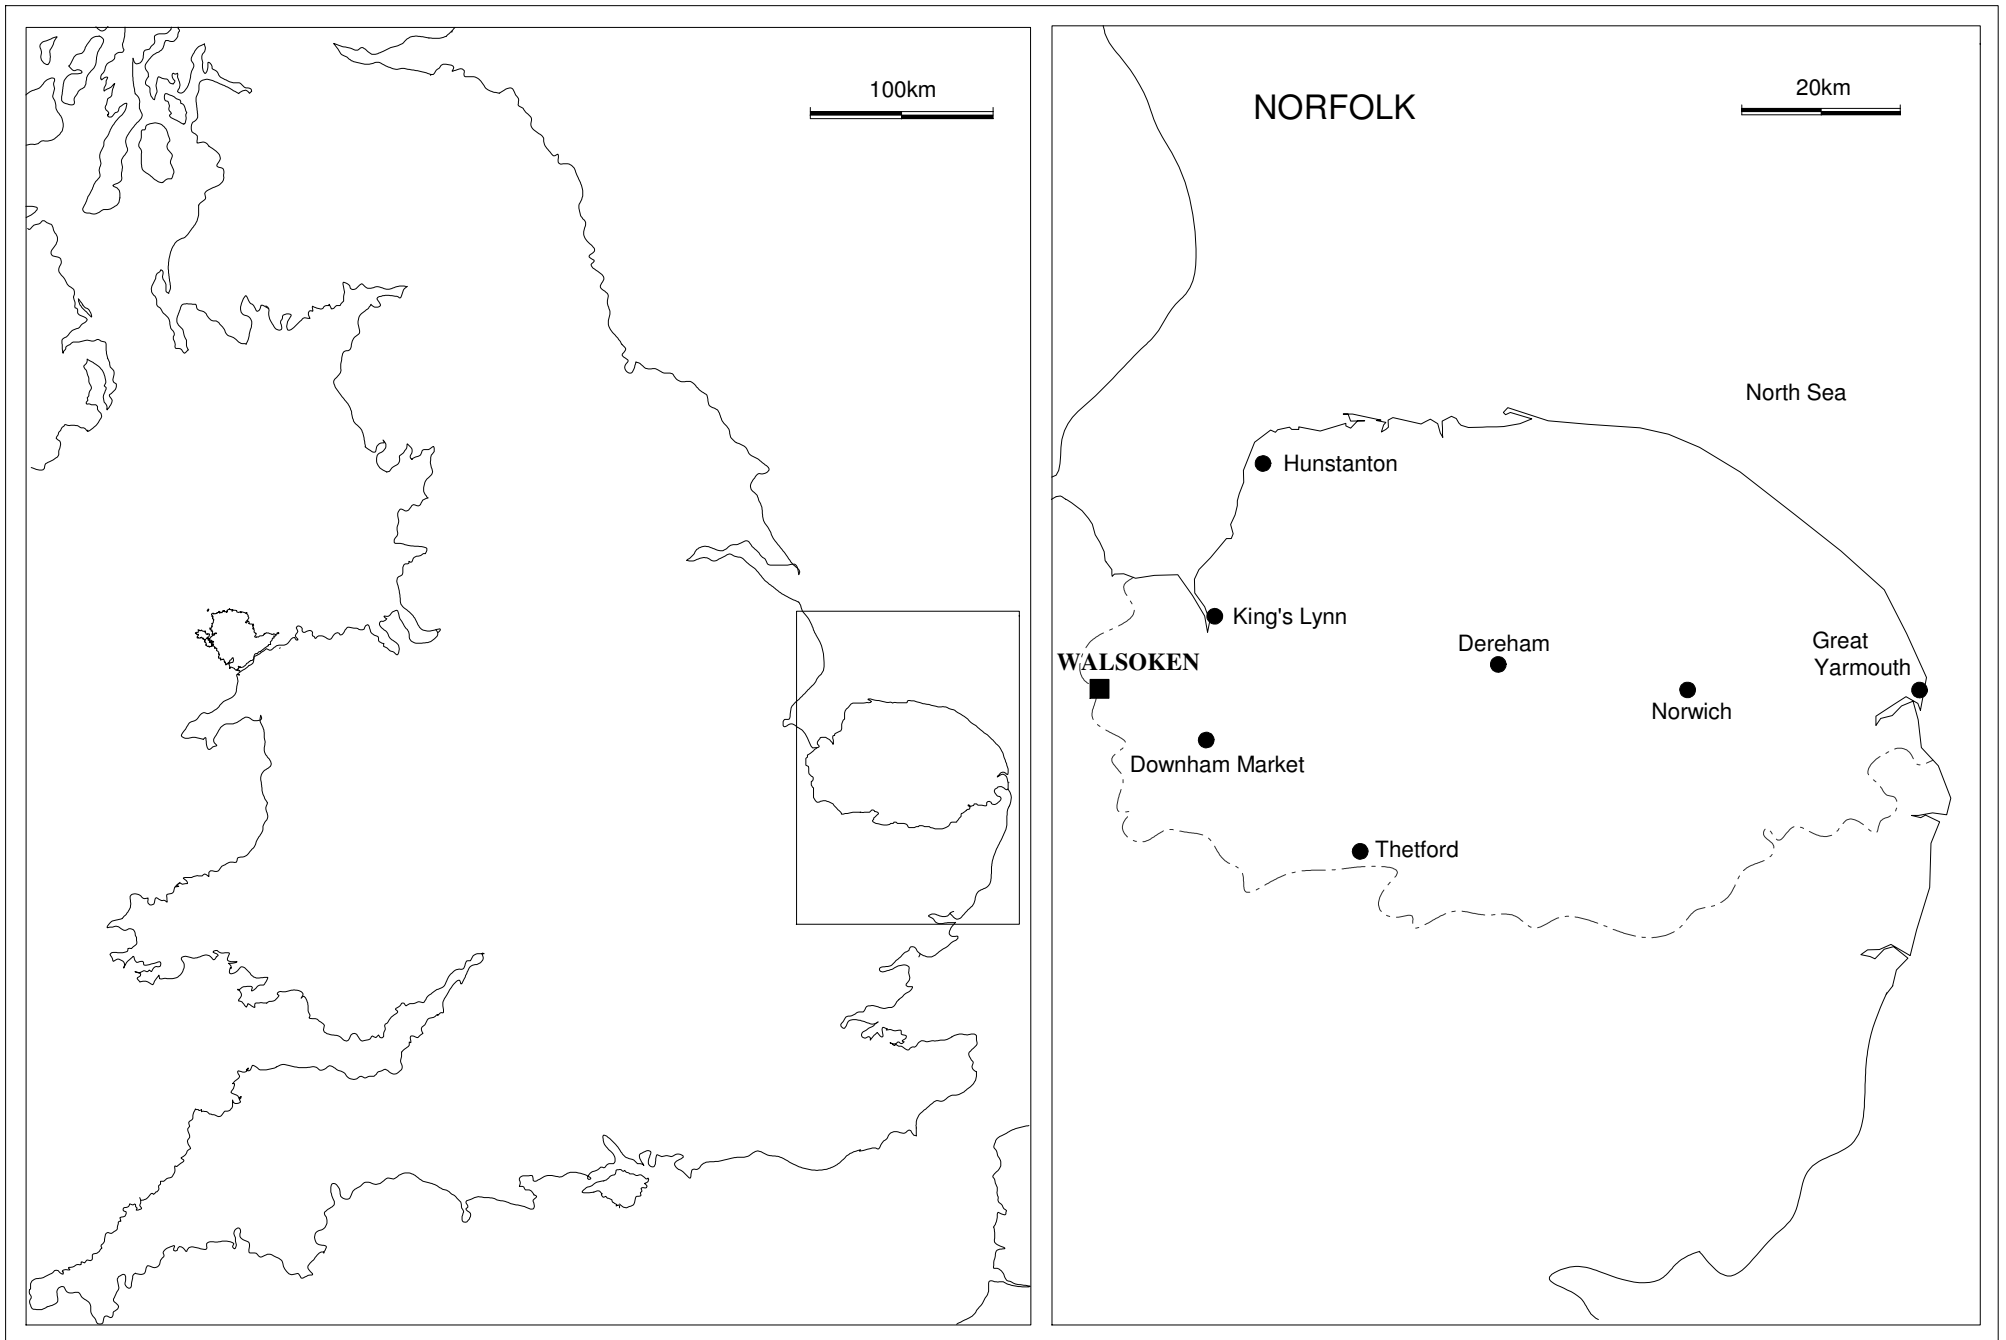 100km
NORFOLK
20km
North Sea
Hunstanton
King's Lynn
Dereham
Great
Yarmouth
WALSOKEN
Norwich
Downham Market
Thetford